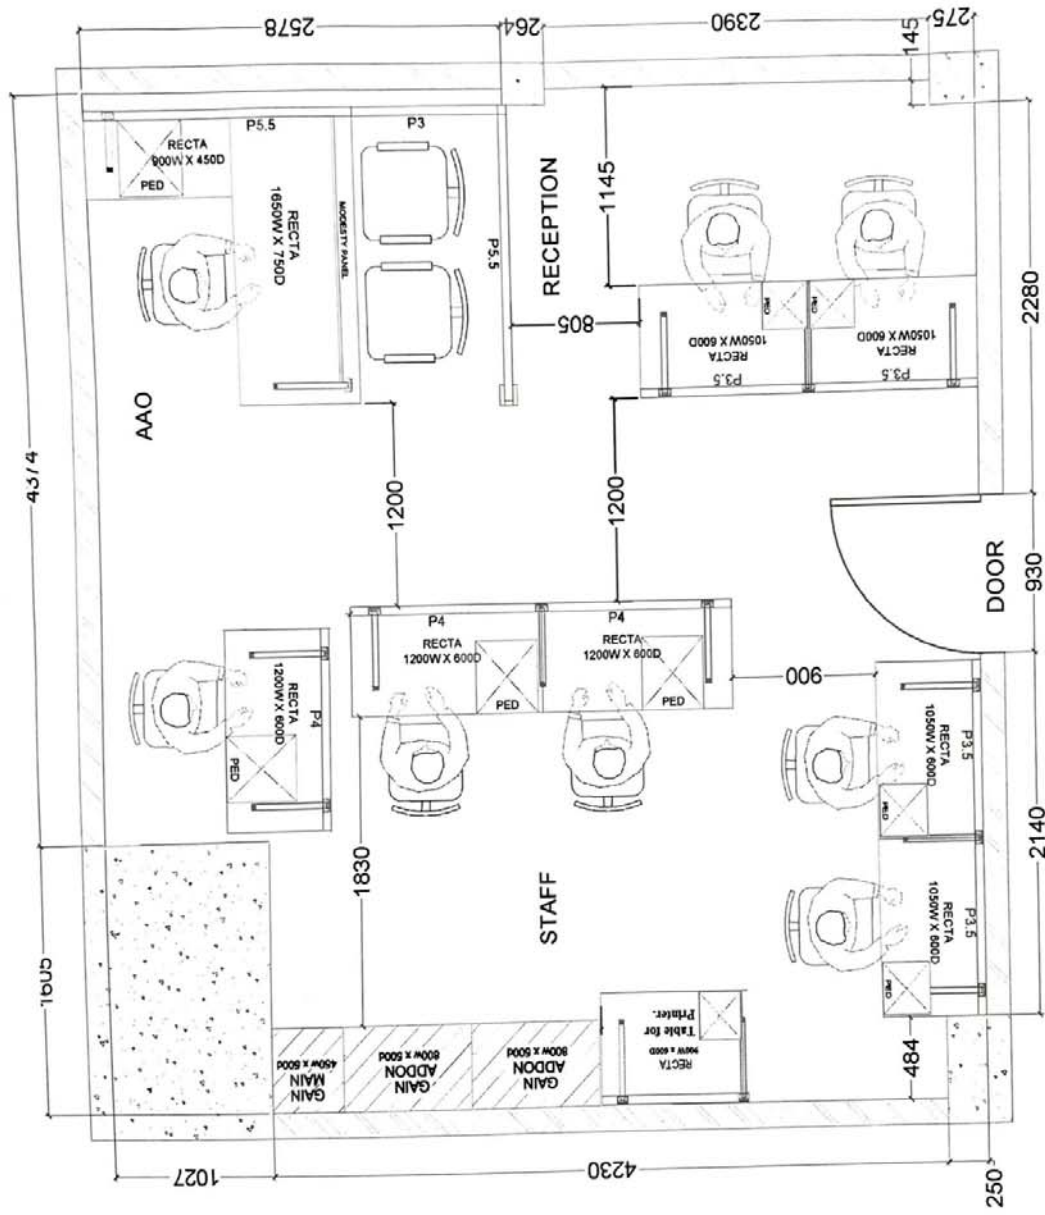 2578
264
2390
275
145
P5.5
RECTA
900W X 450D
PED
P3
RECTA
1650W X 750D
MODESTY PANEL
P5.5
RECEPTION
1145
805
PED
PED
RECTA
1050W X 600D
P3.5
RECTA
1050W X 600D
P3.5
2280
AAO
4374
1200
1200
DOOR
930
P4
RECTA
1200W X 600D
PED
P4
RECTA
1200W X 600D
PED
RECTA
1200W X 600D
P4
PED
900
RECTA
1050W X 600D
P3.5
PED
RECTA
1050W X 600D
P3.5
PED
2140
1830
STAFF
1605
GAIN
MAIN
450w x 500d
GAIN
ADDON
800w x 500d
GAIN
ADDON
800w x 500d
Table for
Printer.
RECTA
900W x 600D
484
1027
4230
250